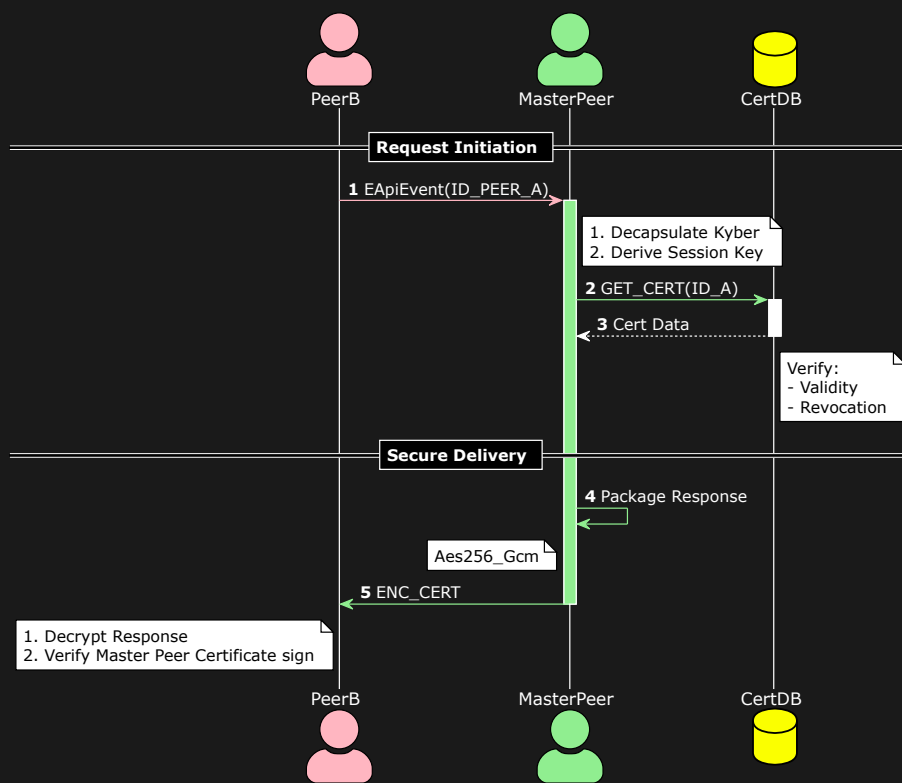 PeerB
MasterPeer
CertDB
Request Initiation
1 EApiEvent(ID_PEER_A)
1. Decapsulate Kyber
2. Derive Session Key
2 GET_CERT(ID_A)
3 Cert Data
Verify:
- Validity
- Revocation
Secure Delivery
4 Package Response
Aes256_Gcm
5 ENC_CERT
1. Decrypt Response
2. Verify Master Peer Certificate sign
PeerB
MasterPeer
CertDB